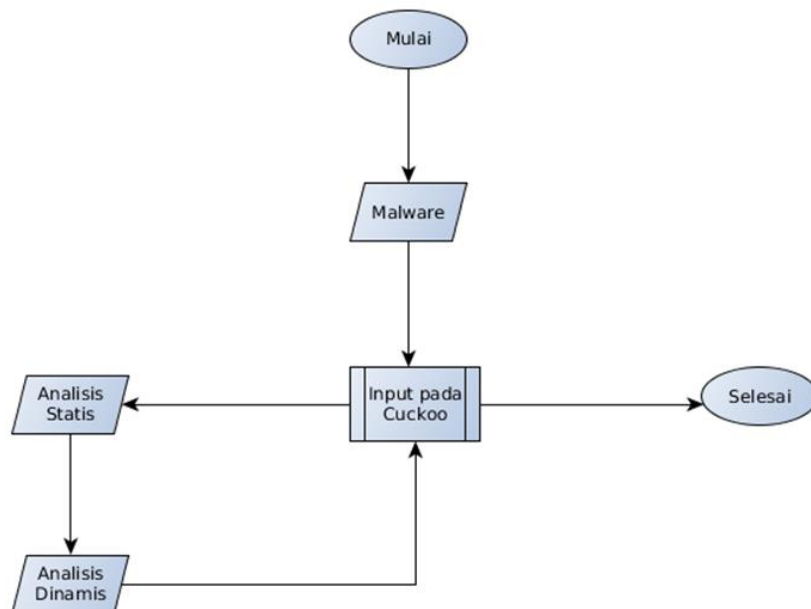 Mulai
Malware
Input pada
Cuckoo
Selesai
Analisis
Statis
Analisis
Dinamis